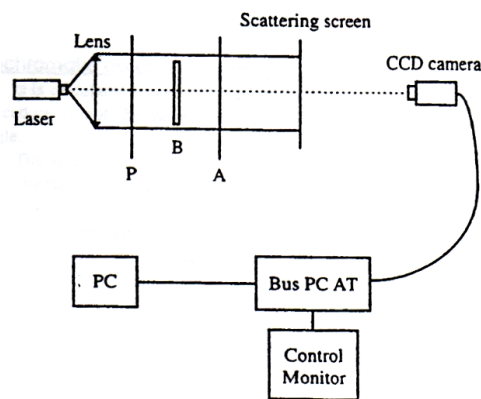 Scattering screen
Lens
CCD camera
Laser
B
P
A
PC
Bus PC AT
Control
Monitor